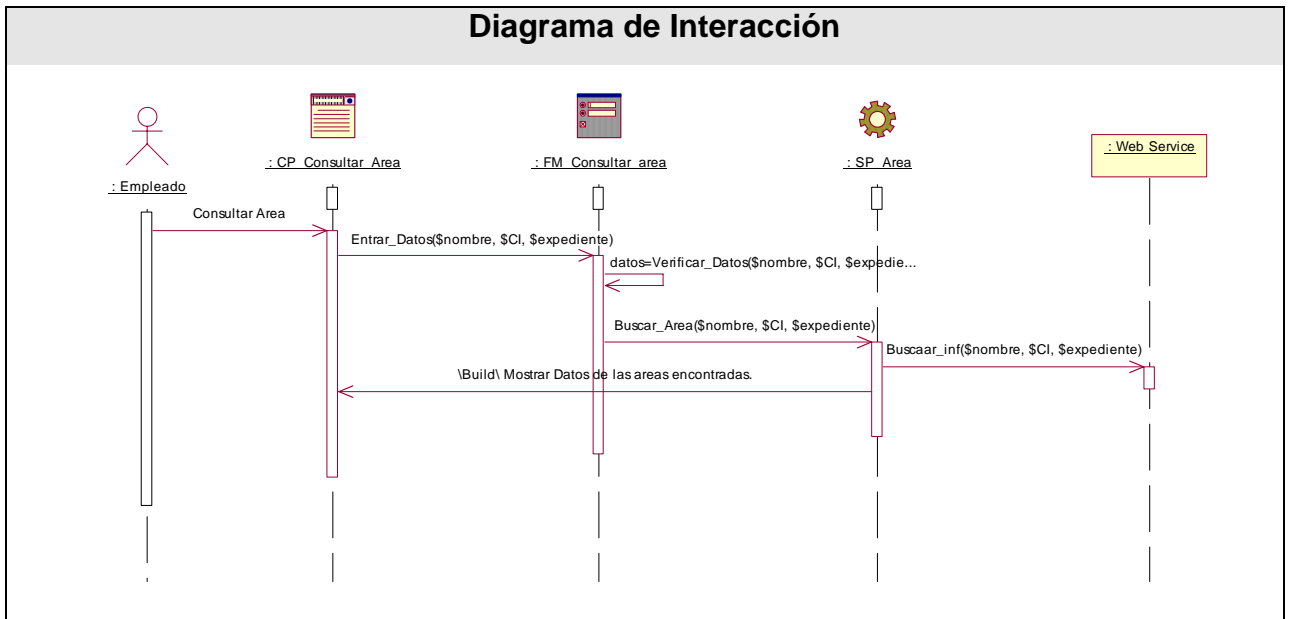 Diagrama de Interacción
: Empleado
: CP_Consultar_Area
: FM_Consultar_area
: SP_Area
: Web Service
Consultar Area
Entrar_Datos($nombre, $CI, $expediente)
datos=Verificar_Datos($nombre, $CI, $expedie...
Buscar_Area($nombre, $CI, $expediente)
Buscaar_inf($nombre, $CI, $expediente)
\Build\ Mostrar Datos de las areas encontradas.